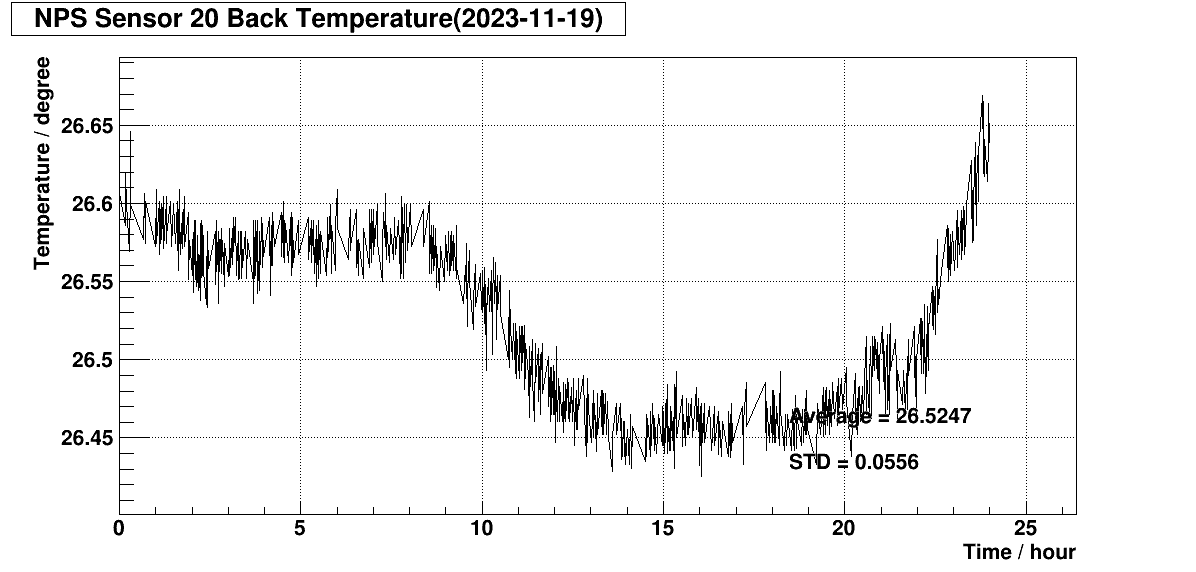 NPS Sensor 20 Back Temperature(2023-11-19)
Temperature / degree
26.65
26.6
26.55
26.5
26.45
Average = 26.5247
STD = 0.0556
0 5 10 15 20 25
Time / hour